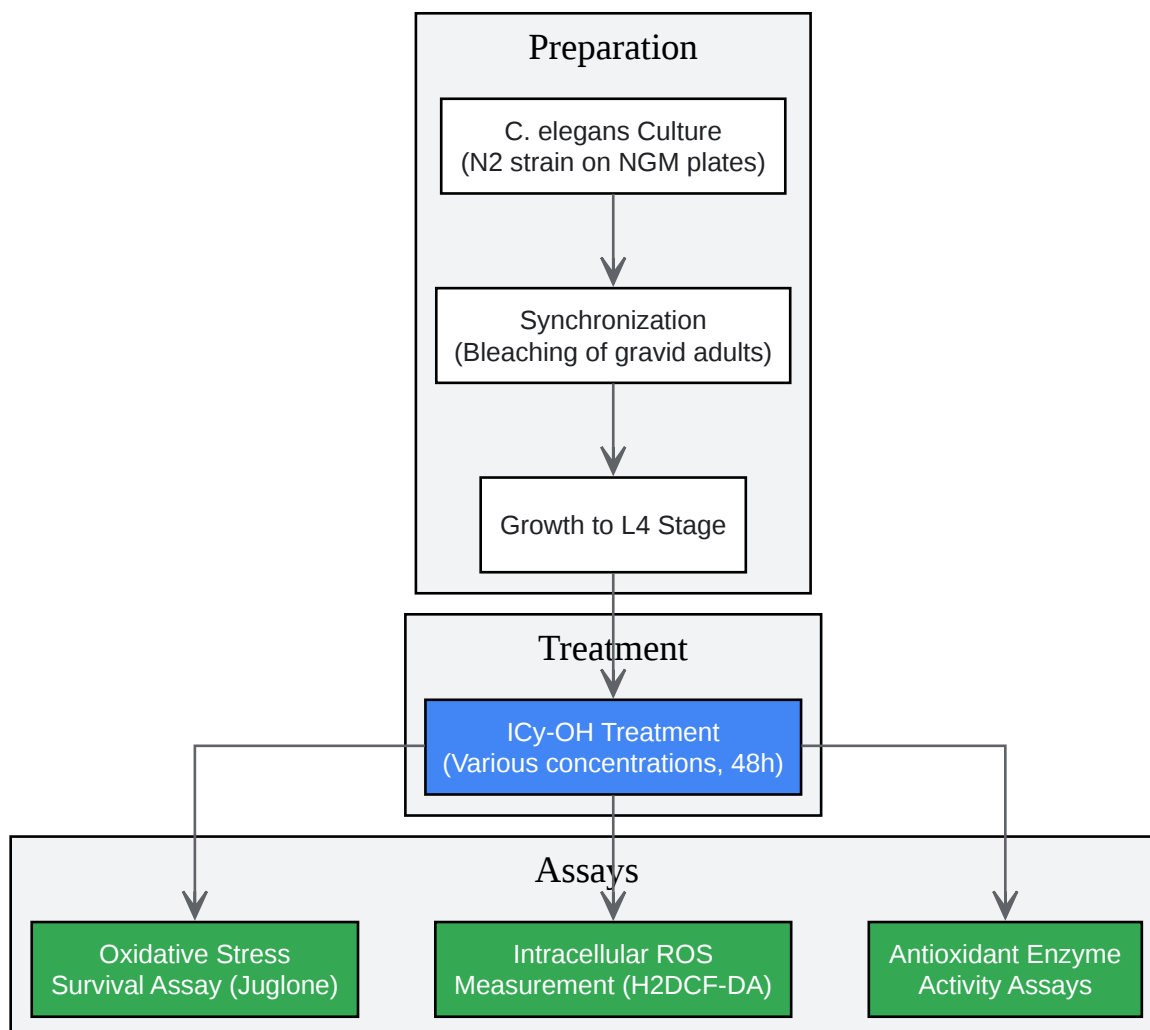 Preparation
C. elegans Culture
(N2 strain on NGM plates)
Synchronization
(Bleaching of gravid adults)
Growth to L4 Stage
Treatment
ICy-OH Treatment
(Various concentrations, 48h)
Assays
Oxidative Stress
Survival Assay (Juglone)
Intracellular ROS
Measurement (H2DCF-DA)
Antioxidant Enzyme
Activity Assays